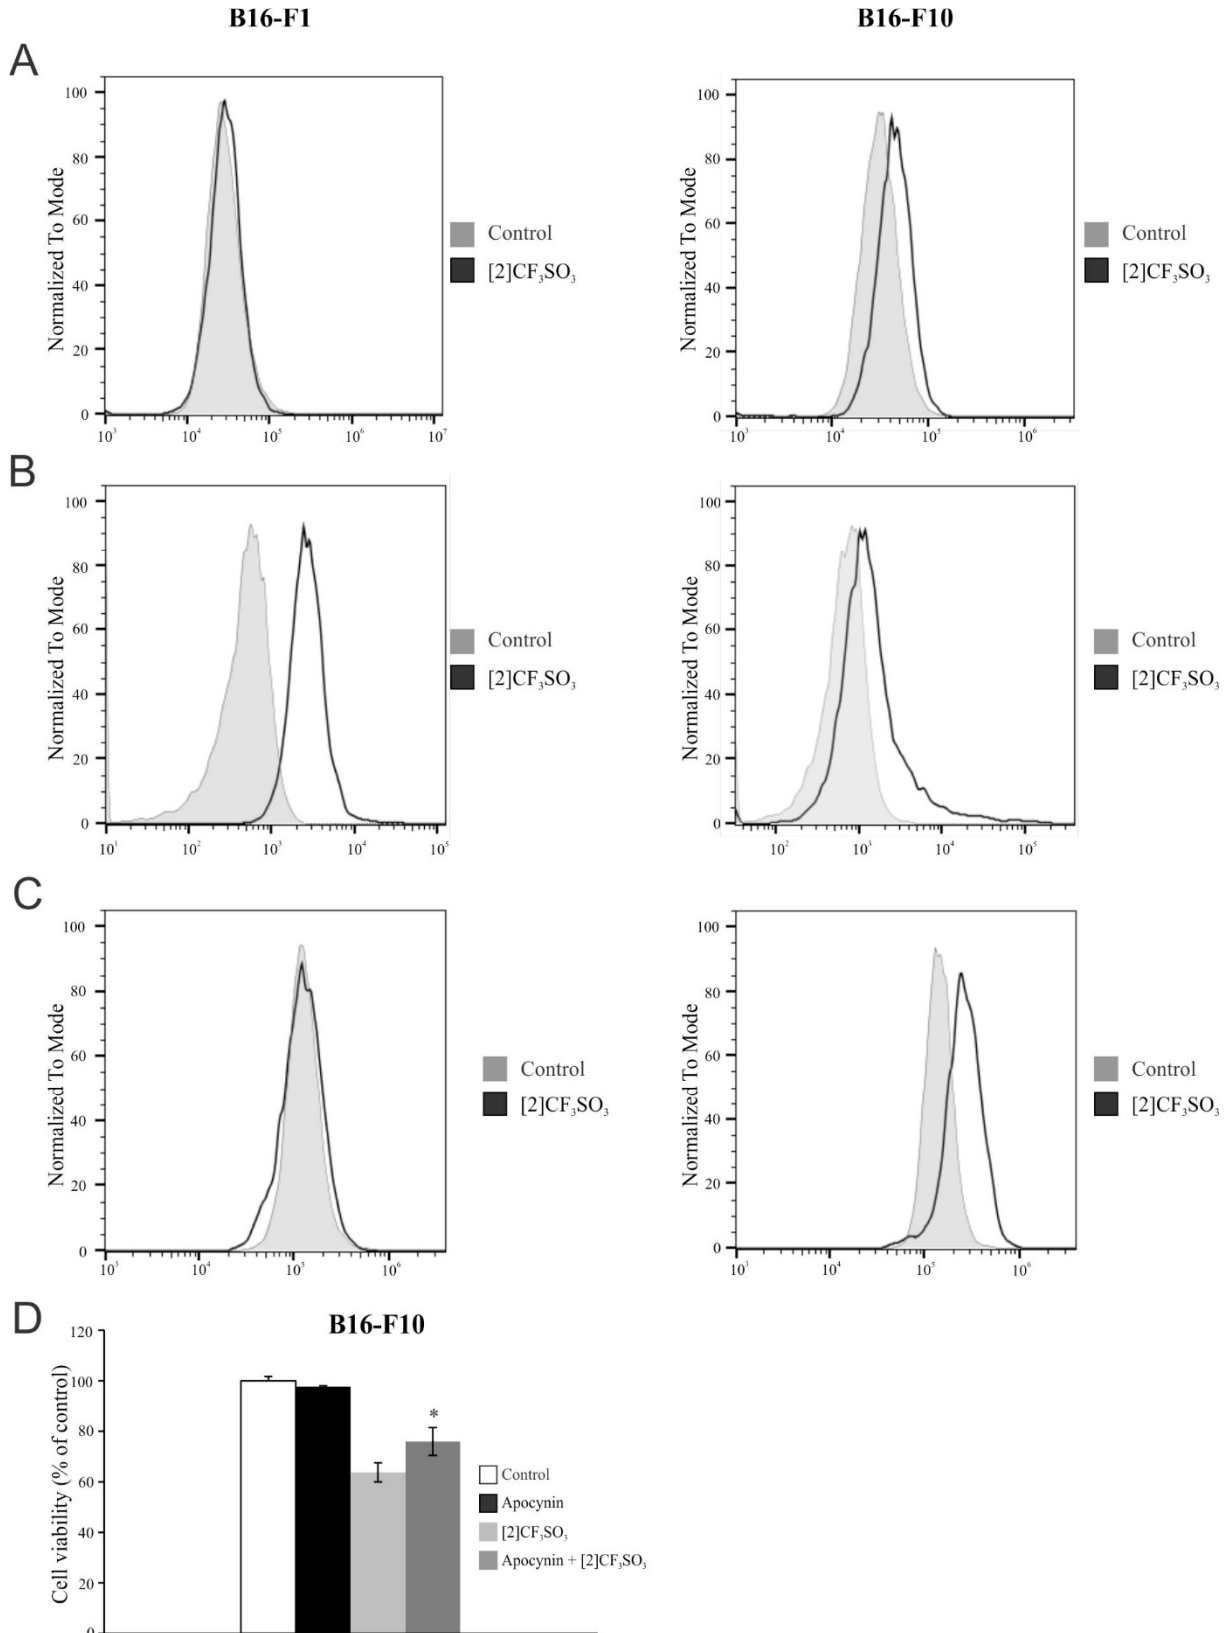 B16-F1
B16-F10
A
100
80
60
40
20
0
Normalized To Mode
10³ 10⁴ 10⁵ 10⁶ 10⁷
Control
[2]CF₃SO₃
100
80
60
40
20
0
Normalized To Mode
10³ 10⁴ 10⁵ 10⁶
Control
[2]CF₃SO₃
B
100
80
60
40
20
0
Normalized To Mode
10¹ 10² 10³ 10⁴ 10⁵
Control
[2]CF₃SO₃
100
80
60
40
20
0
Normalized To Mode
10² 10³ 10⁴ 10⁵
Control
[2]CF₃SO₃
C
100
80
60
40
20
0
Normalized To Mode
10³ 10⁴ 10⁵ 10⁶
Control
[2]CF₃SO₃
100
80
60
40
20
0
Normalized To Mode
10³ 10⁴ 10⁵ 10⁶
Control
[2]CF₃SO₃
D
B16-F10
120
100
80
60
40
20
0
Cell viability (% of control)
*
Control
Apocynin
[2]CF₃SO₃
Apocynin + [2]CF₃SO₃